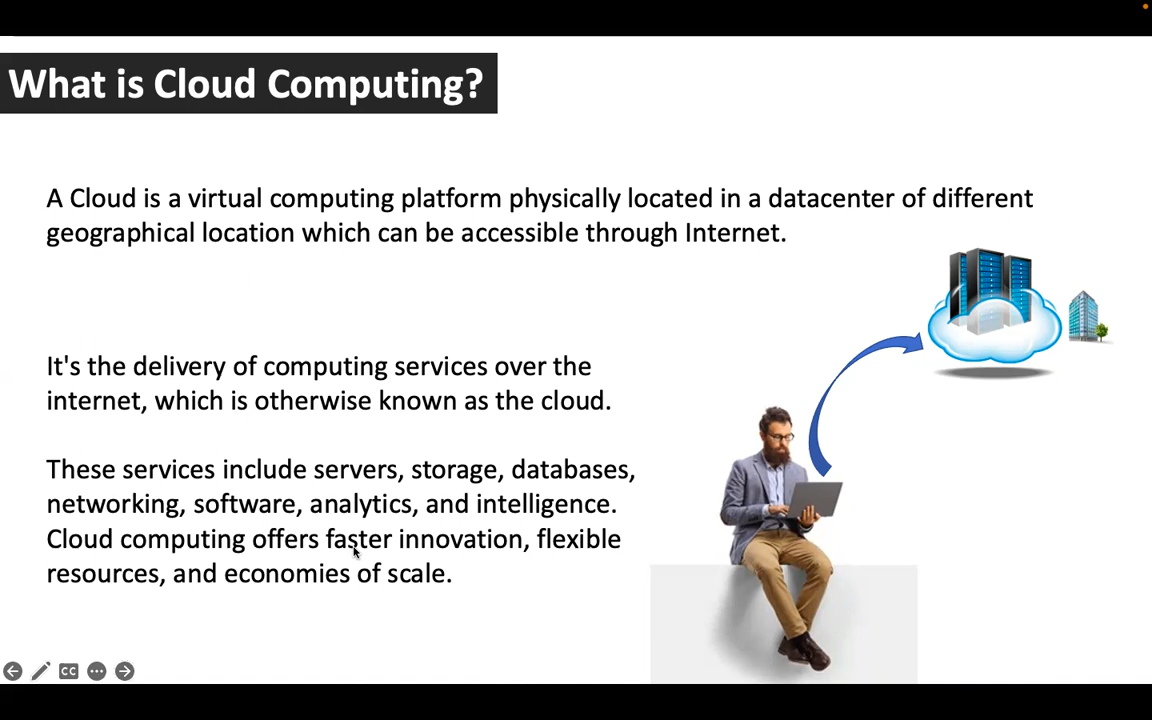 What is Cloud Computing?
A Cloud is a virtual computing platform physically located in a datacenter of different
geographical location which can be accessible through Internet.
It's the delivery of computing services over the
internet, which is otherwise known as the cloud.
These services include servers, storage, databases,
networking, software, analytics, and intelligence.
Cloud computing offers faster innovation, flexible
resources, and economies of scale.
CC